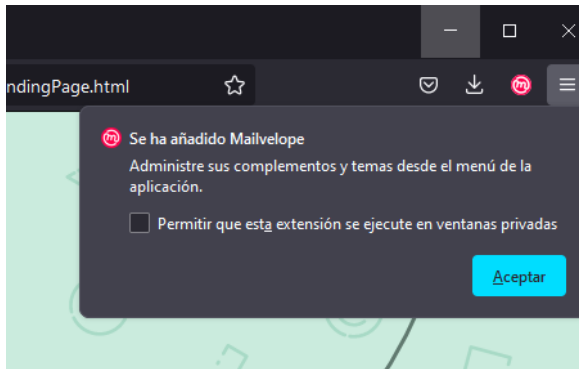 ndingPage.html
Se ha añadido Mailvelope
Administre sus complementos y temas desde el menú de la
aplicación.
Permitir que esta extensión se ejecute en ventanas privadas
Aceptar